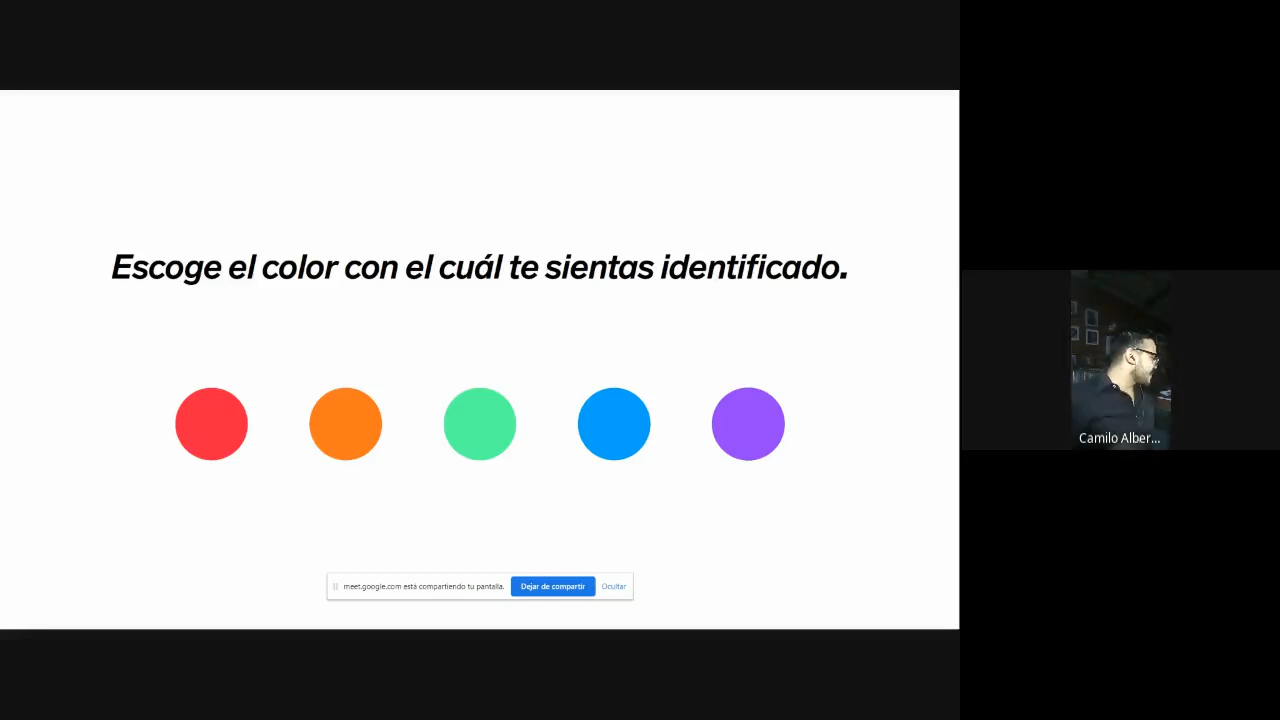 Escoge el color con el cuál te sientas identificado.
meet.google.com está compartiendo tu pantalla. Dejar de compartir Ocultar
Camilo Alber...